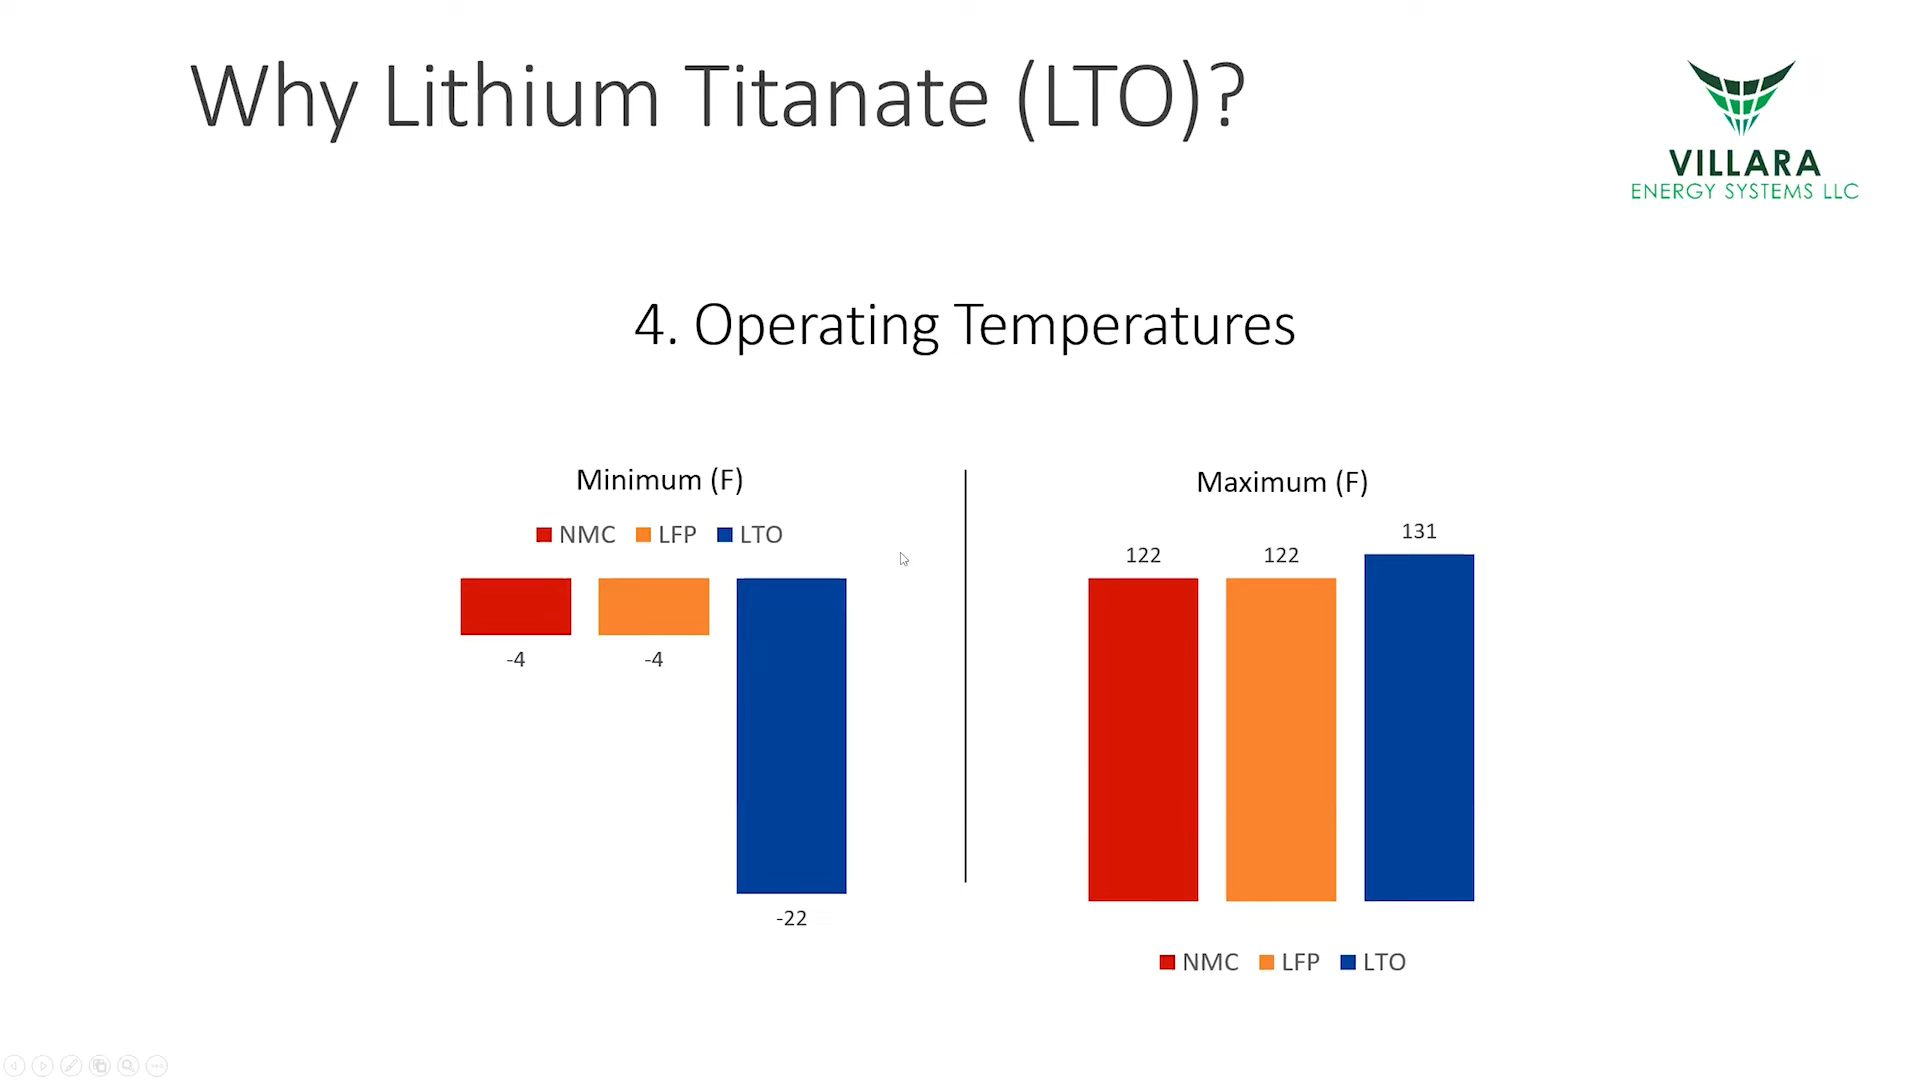 Why Lithium Titanate (LTO)?
VILLARA
ENERGY SYSTEMS LLC
4. Operating Temperatures
Minimum (F)
NMC LFP LTO
-4 -4
-22
Maximum (F)
131
122 122
NMC LFP LTO